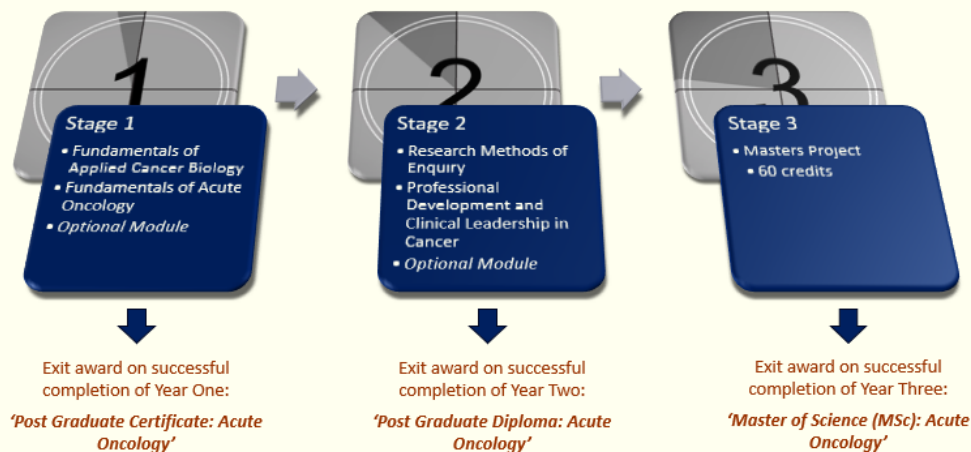 1
Stage 1
• Fundamentals of
Applied Cancer Biology
• Fundamentals of Acute
Oncology
• Optional Module
Exit award on successful
completion of Year One:
‘Post Graduate Certificate: Acute
Oncology’
2
Stage 2
• Research Methods of
Enquiry
• Professional
Development and
Clinical Leadership in
Cancer
• Optional Module
Exit award on successful
completion of Year Two:
‘Post Graduate Diploma: Acute
Oncology’
3
Stage 3
• Masters Project
• 60 credits
Exit award on successful
completion of Year Three:
‘Master of Science (MSc): Acute
Oncology’